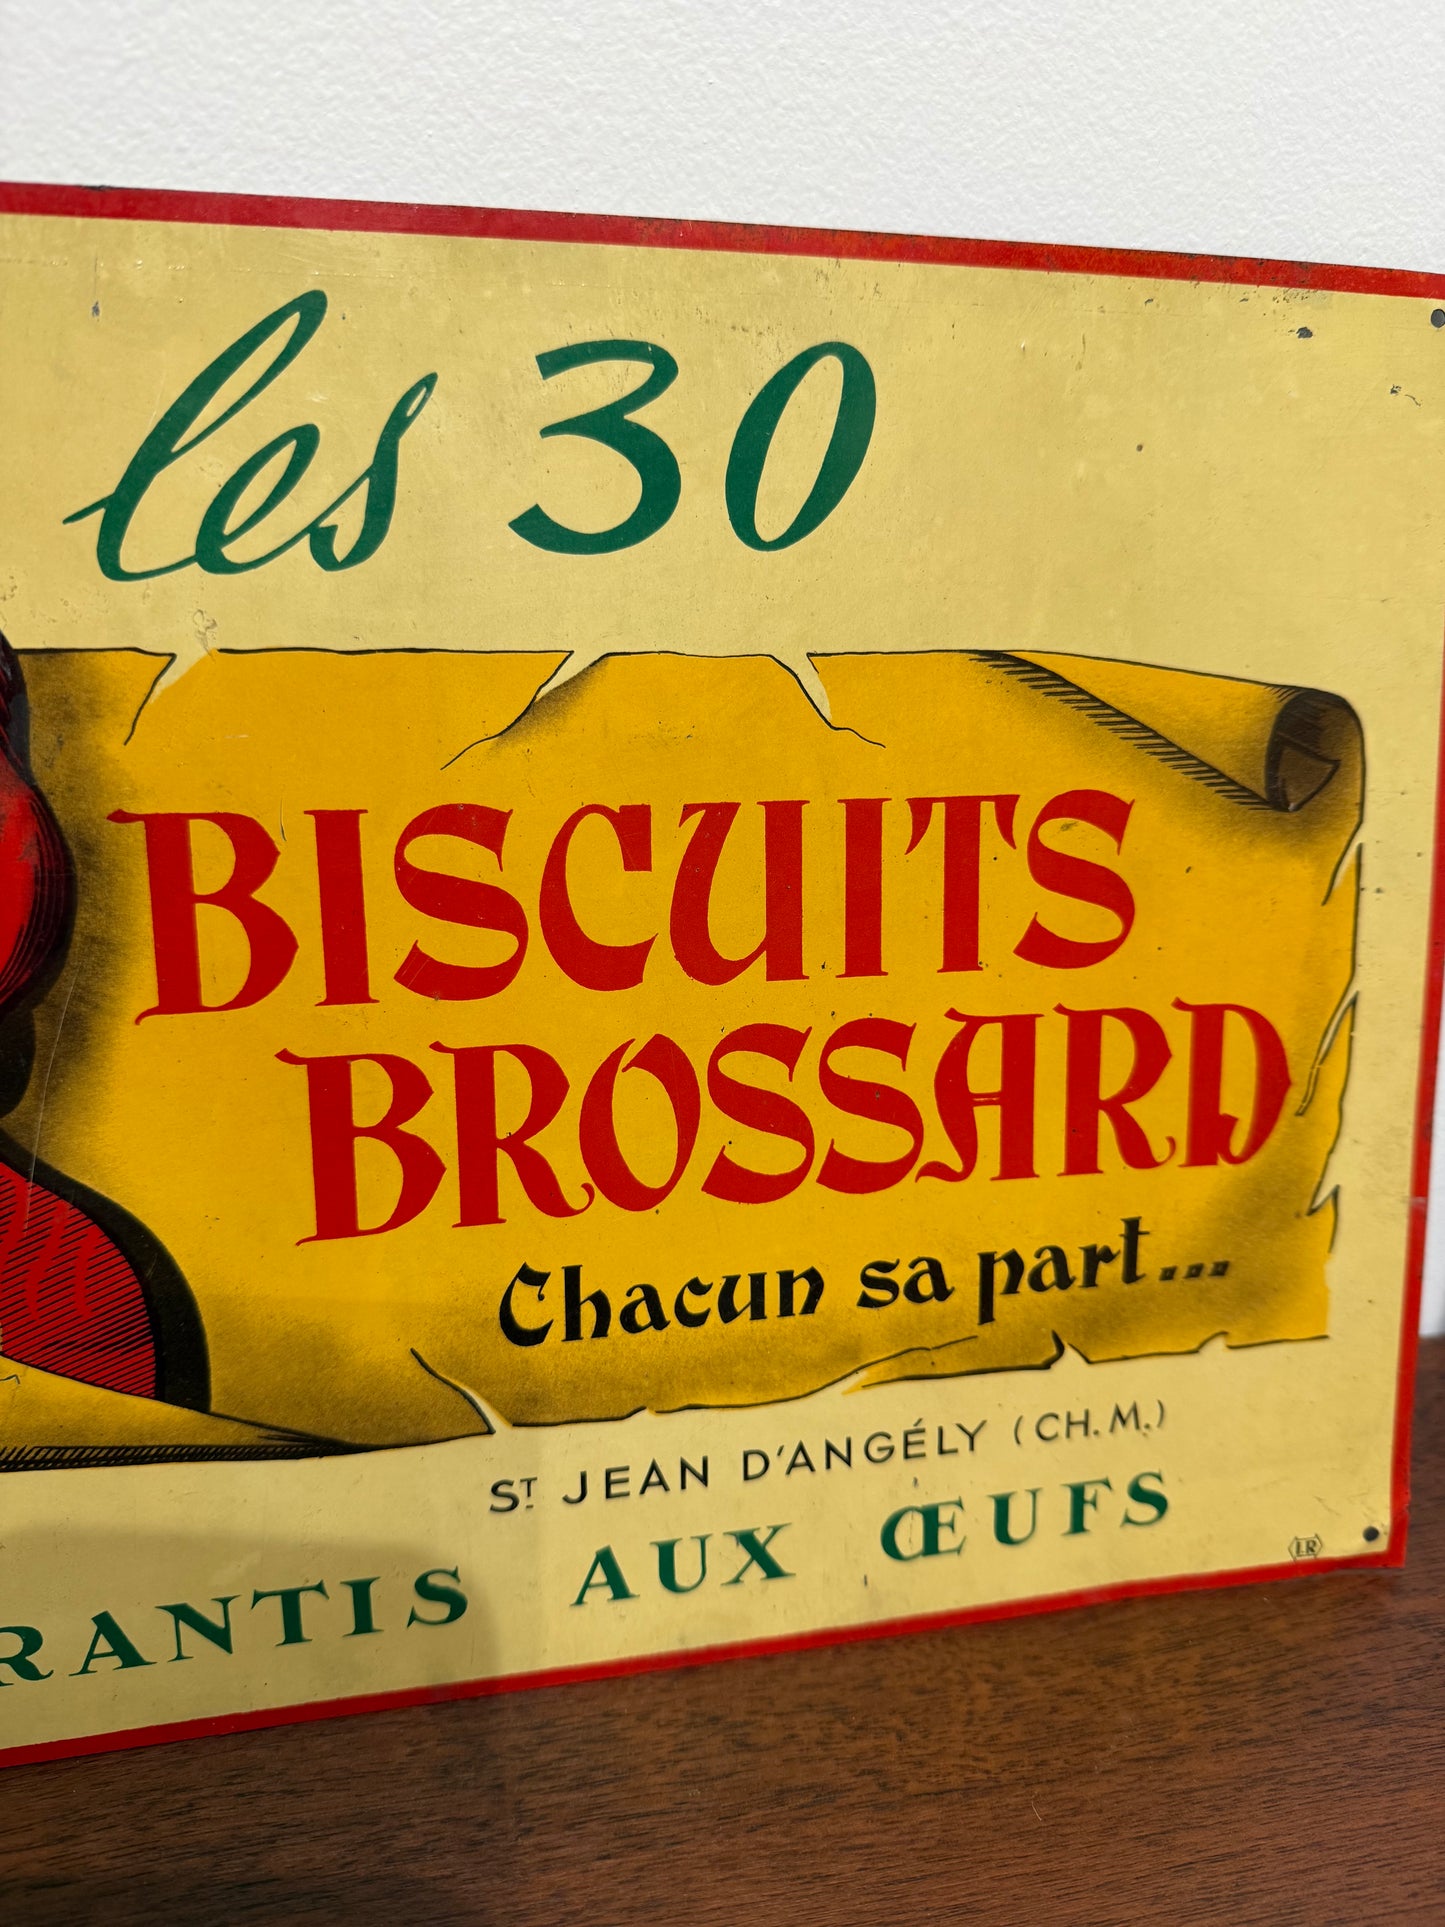 les 30
BISCUITS
BROSSARD
Chacun sa part...
ST JEAN D'ANGÉLY (CH.M.)
RANTIS AUX ŒUFS